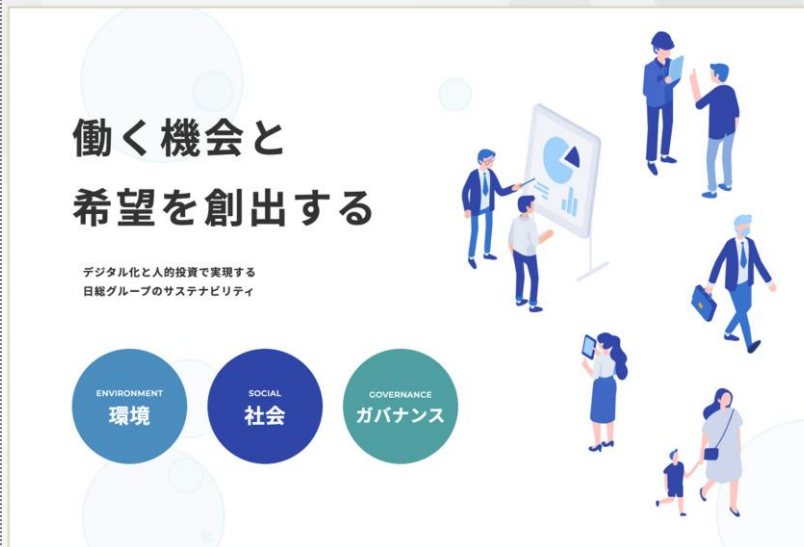 働く機会と
希望を創出する
デジタル化と人的投資で実現する
日総グループのサステナビリティ
ENVIRONMENT
環境
SOCIAL
社会
GOVERNANCE
ガバナンス